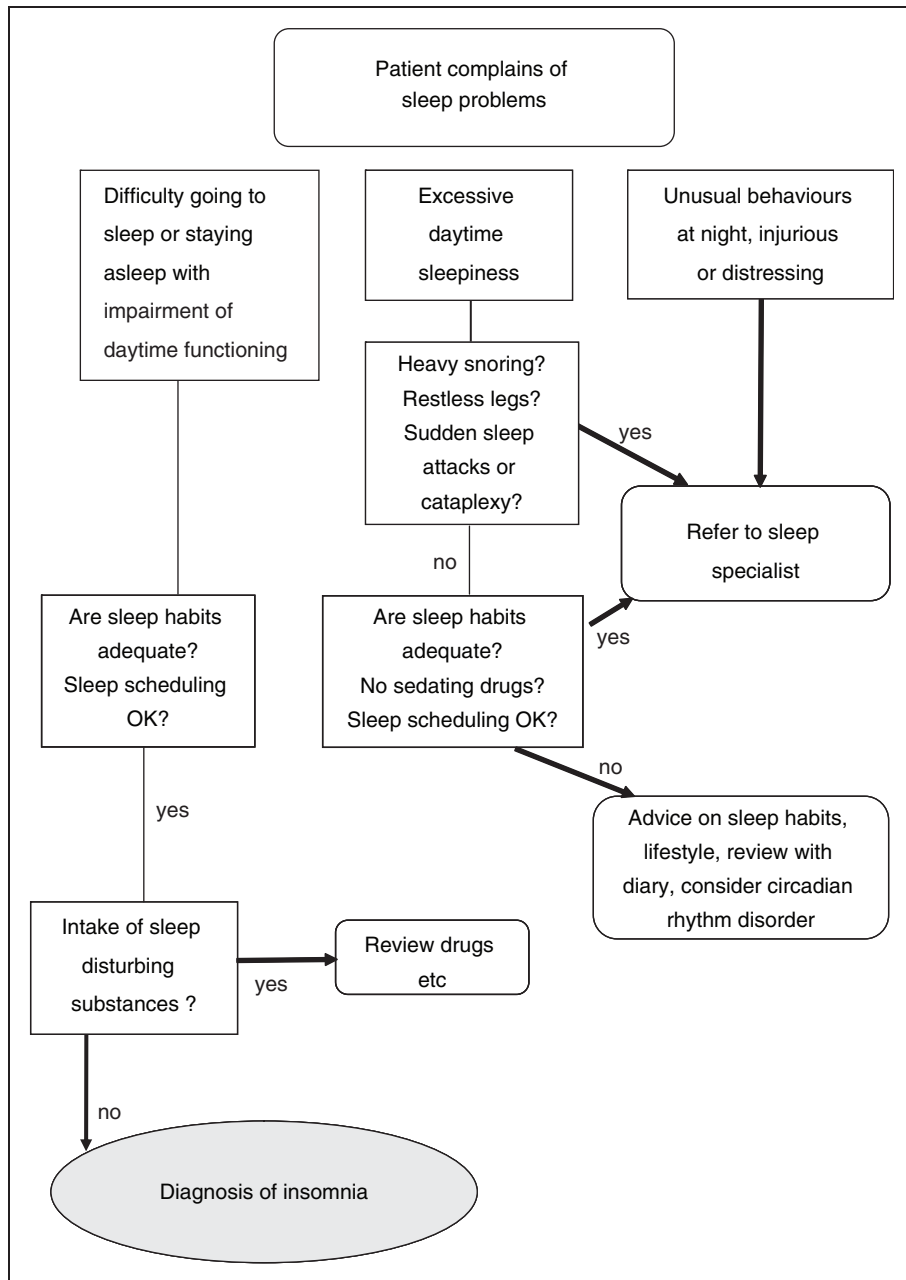 Patient complains of
sleep problems
Difficulty going to
sleep or staying
asleep with
impairment of
daytime functioning
Excessive
daytime
sleepiness
Unusual behaviours
at night, injurious
or distressing
Heavy snoring?
Restless legs?
Sudden sleep
attacks or
cataplexy?
yes
Refer to sleep
specialist
no
Are sleep habits
adequate?
Sleep scheduling
OK?
Are sleep habits
adequate?
No sedating drugs?
Sleep scheduling OK?
yes
no
yes
Advice on sleep habits,
lifestyle, review with
diary, consider circadian
rhythm disorder
Intake of sleep
disturbing
substances ?
yes
Review drugs
etc
no
Diagnosis of insomnia